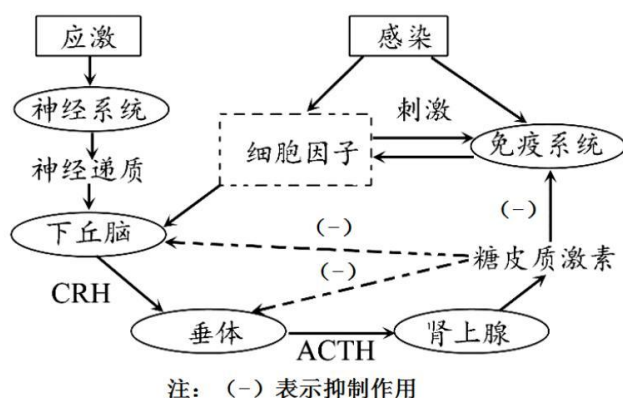 应激
感染
神经系统
刺激
细胞因子
免疫系统
神经递质
(-)
下丘脑
(-)
(-)
糖皮质激素
CRH
垂体
ACTH
肾上腺
注：(-)表示抑制作用